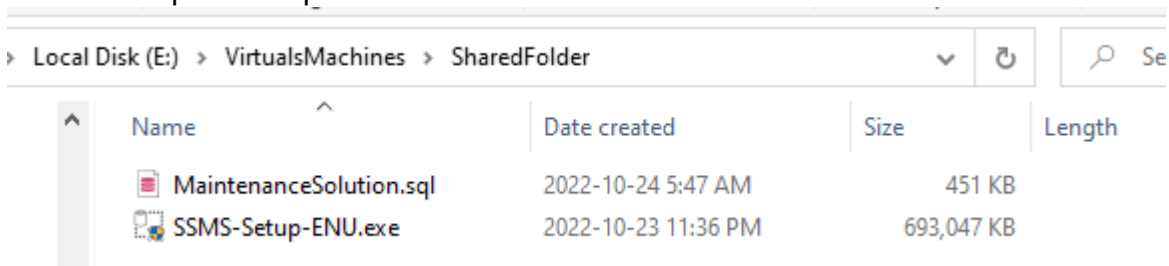 Local Disk (E:) > VirtualsMachines > SharedFolder Se
Name Date created Size Length
MaintenanceSolution.sql 2022-10-24 5:47 AM 451 KB
SSMS-Setup-ENU.exe 2022-10-23 11:36 PM 693,047 KB